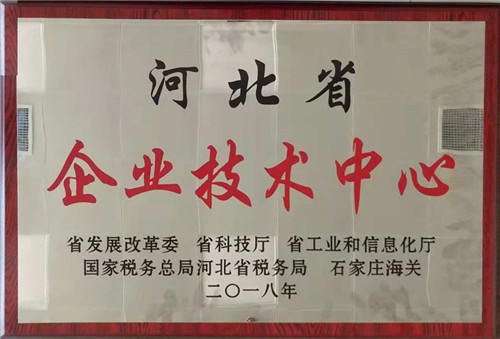 河北省
企业技术中心
省发展改革委 省科技厅 省工业和信息化厅
国家税务总局河北省税务局 石家庄海关
二〇一八年